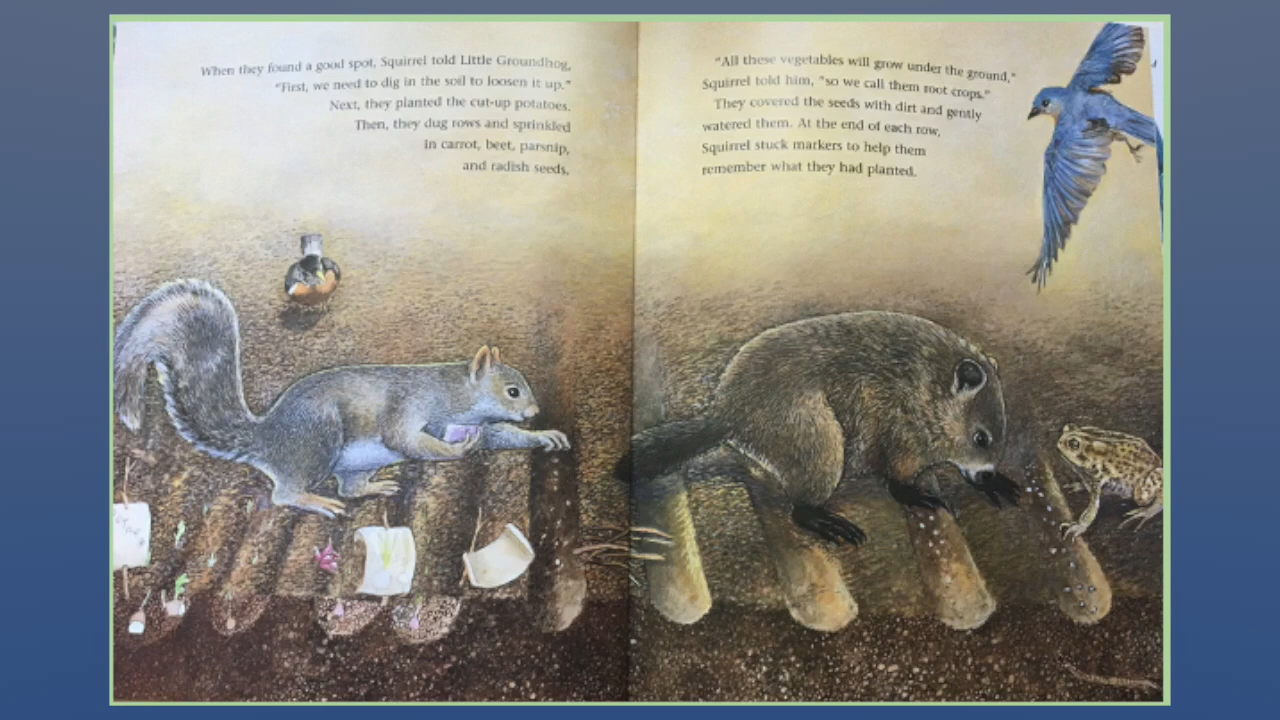 When they found a good spot, Squirrel told Little Groundhog,
"First, we need to dig in the soil to loosen it up."
Next, they planted the cut-up potatoes.
Then, they dug rows and sprinkled
in carrot, beet, parsnip,
and radish seeds.
"All these vegetables will grow under the ground,"
Squirrel told him, "so we call them root crops."
They covered the seeds with dirt and gently
watered them. At the end of each row,
Squirrel stuck markers to help them
remember what they had planted.